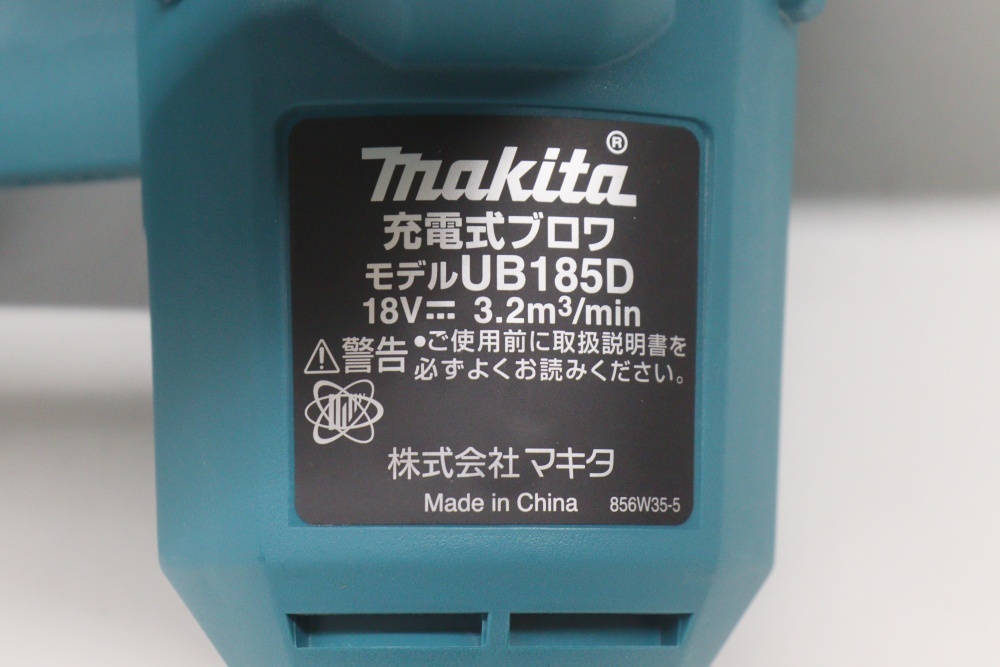 makita®
充電式ブロワ
モデルUB185D
18V⎓ 3.2m³/min
⚠警告 •ご使用前に取扱説明書を
必ずよくお読みください。
株式会社マキタ
Made in China 856W35-5